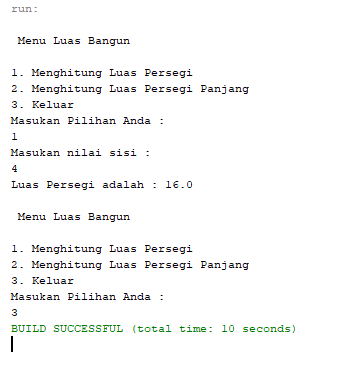 run:
Menu Luas Bangun
1. Menghitung Luas Persegi
2. Menghitung Luas Persegi Panjang
3. Keluar
Masukan Pilihan Anda :
1
Masukan nilai sisi :
4
Luas Persegi adalah : 16.0
Menu Luas Bangun
1. Menghitung Luas Persegi
2. Menghitung Luas Persegi Panjang
3. Keluar
Masukan Pilihan Anda :
3
BUILD SUCCESSFUL (total time: 10 seconds)